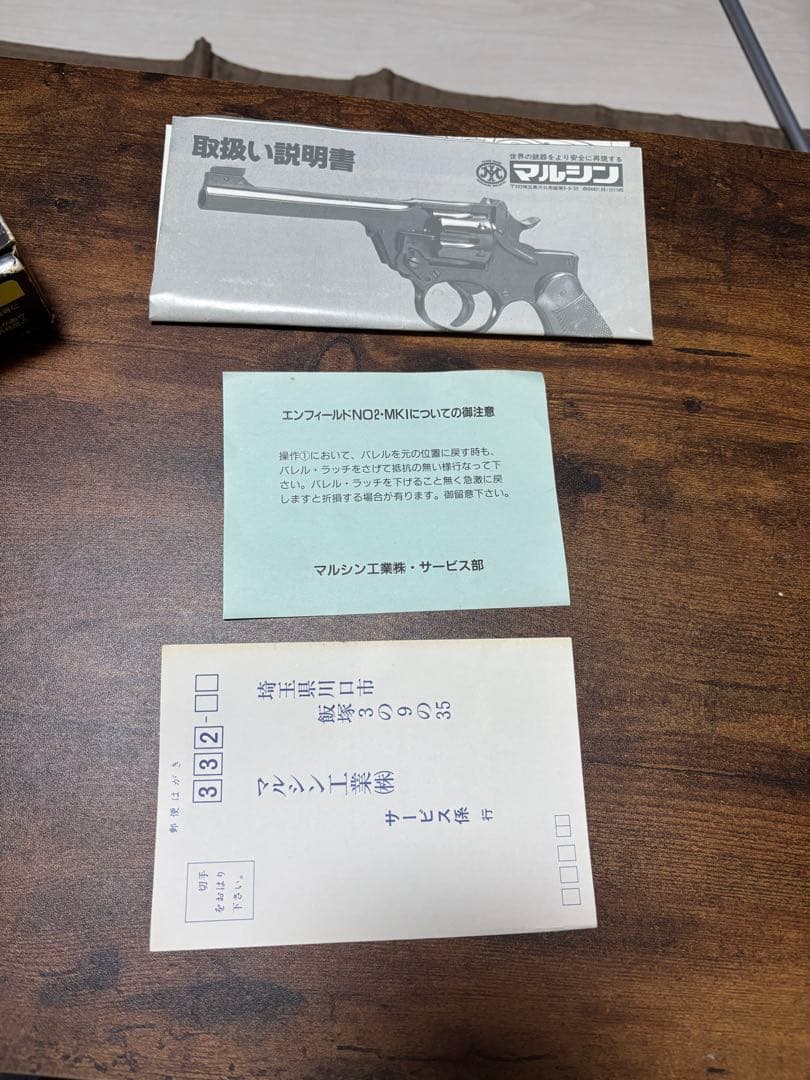 取扱い説明書
世界の銃器をより安全に再現する
マルシン
エンフィールドNO2・MKIについての御注意
操作①において、バレルを元の位置に戻す時も、
バレル・ラッチをさげて抵抗の無い様行なって下
さい。バレル・ラッチを下げること無く急激に戻
しますと折損する場合が有ります。御留意下さい。
マルシン工業㈱・サービス部
郵便はがき
332-
埼玉県川口市
飯塚3の9の35
マルシン工業㈱
サービス係 行
切手
をおはり
下さい。